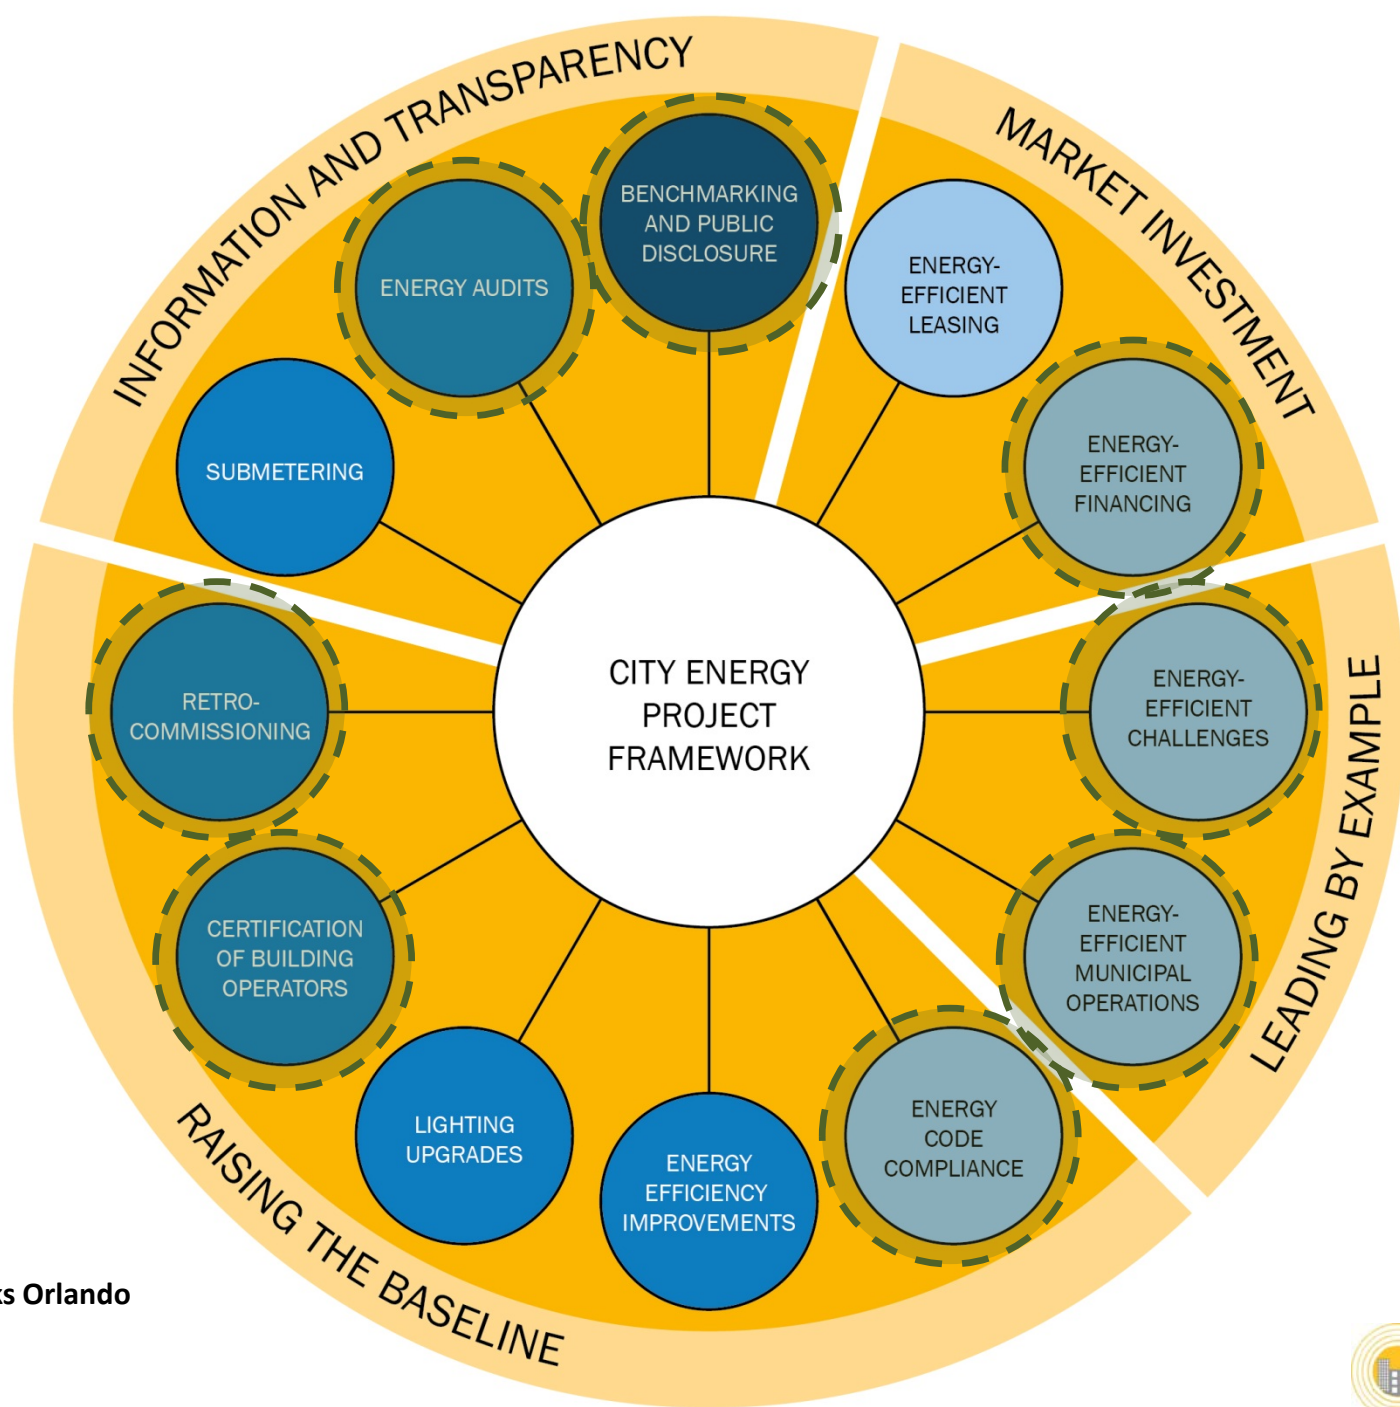 INFORMATION AND TRANSPARENCY
MARKET INVESTMENT
LEADING BY EXAMPLE
RAISING THE BASELINE
BENCHMARKING
AND PUBLIC
DISCLOSURE
ENERGY AUDITS
SUBMETERING
ENERGY-
EFFICIENT
LEASING
ENERGY-
EFFICIENT
FINANCING
ENERGY-
EFFICIENT
CHALLENGES
ENERGY-
EFFICIENT
MUNICIPAL
OPERATIONS
CITY ENERGY
PROJECT
FRAMEWORK
RETRO-
COMMISSIONING
CERTIFICATION
OF BUILDING
OPERATORS
LIGHTING
UPGRADES
ENERGY
EFFICIENCY
IMPROVEMENTS
ENERGY
CODE
COMPLIANCE
Orlando